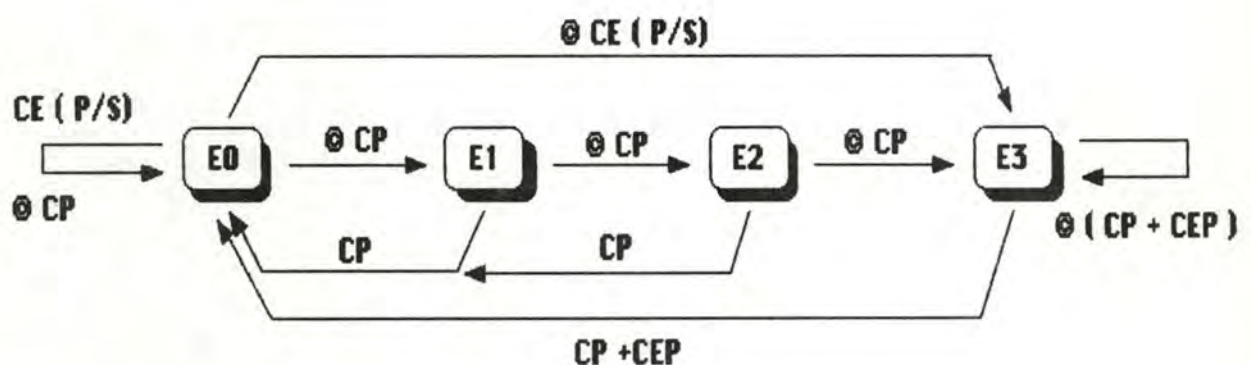 © CE ( P/S)
CE ( P/S)
E0
© CP
E1
© CP
E2
© CP
E3
© CP
© ( CP + CEP )
CP
CP
CP +CEP